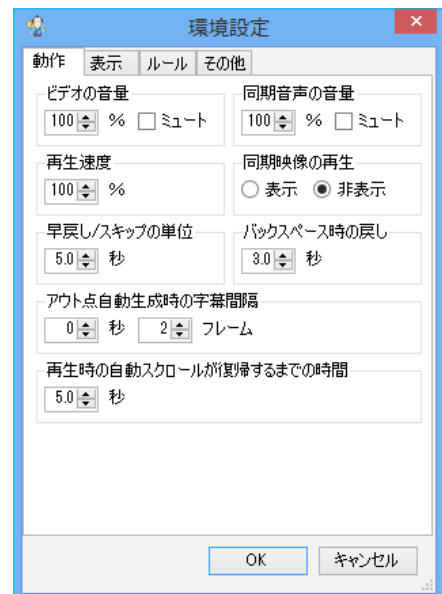 環境設定
動作 表示 ルール その他
ビデオの音量 同期音声の音量
100 % ミュート 100 % ミュート
再生速度 同期映像の再生
100 % 表示 非表示
早戻し/スキップの単位 バックスペース時の戻し
5.0 秒 3.0 秒
アウト点自動生成時の字幕間隔
0 秒 2 フレーム
再生時の自動スクロールが復帰するまでの時間
5.0 秒
OK キャンセル